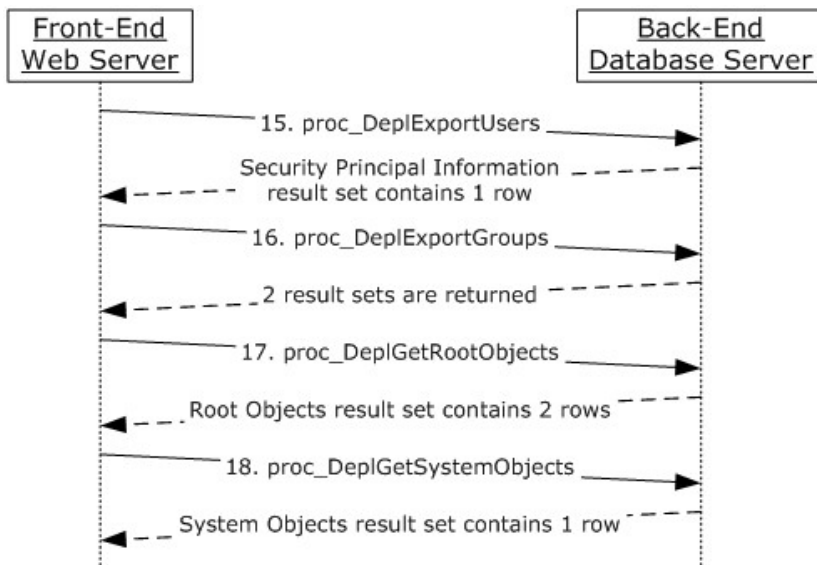 Front-End
Web Server
Back-End
Database Server
15. proc_DeplExportUsers
Security Principal Information
result set contains 1 row
16. proc_DeplExportGroups
2 result sets are returned
17. proc_DeplGetRootObjects
Root Objects result set contains 2 rows
18. proc_DeplGetSystemObjects
System Objects result set contains 1 row